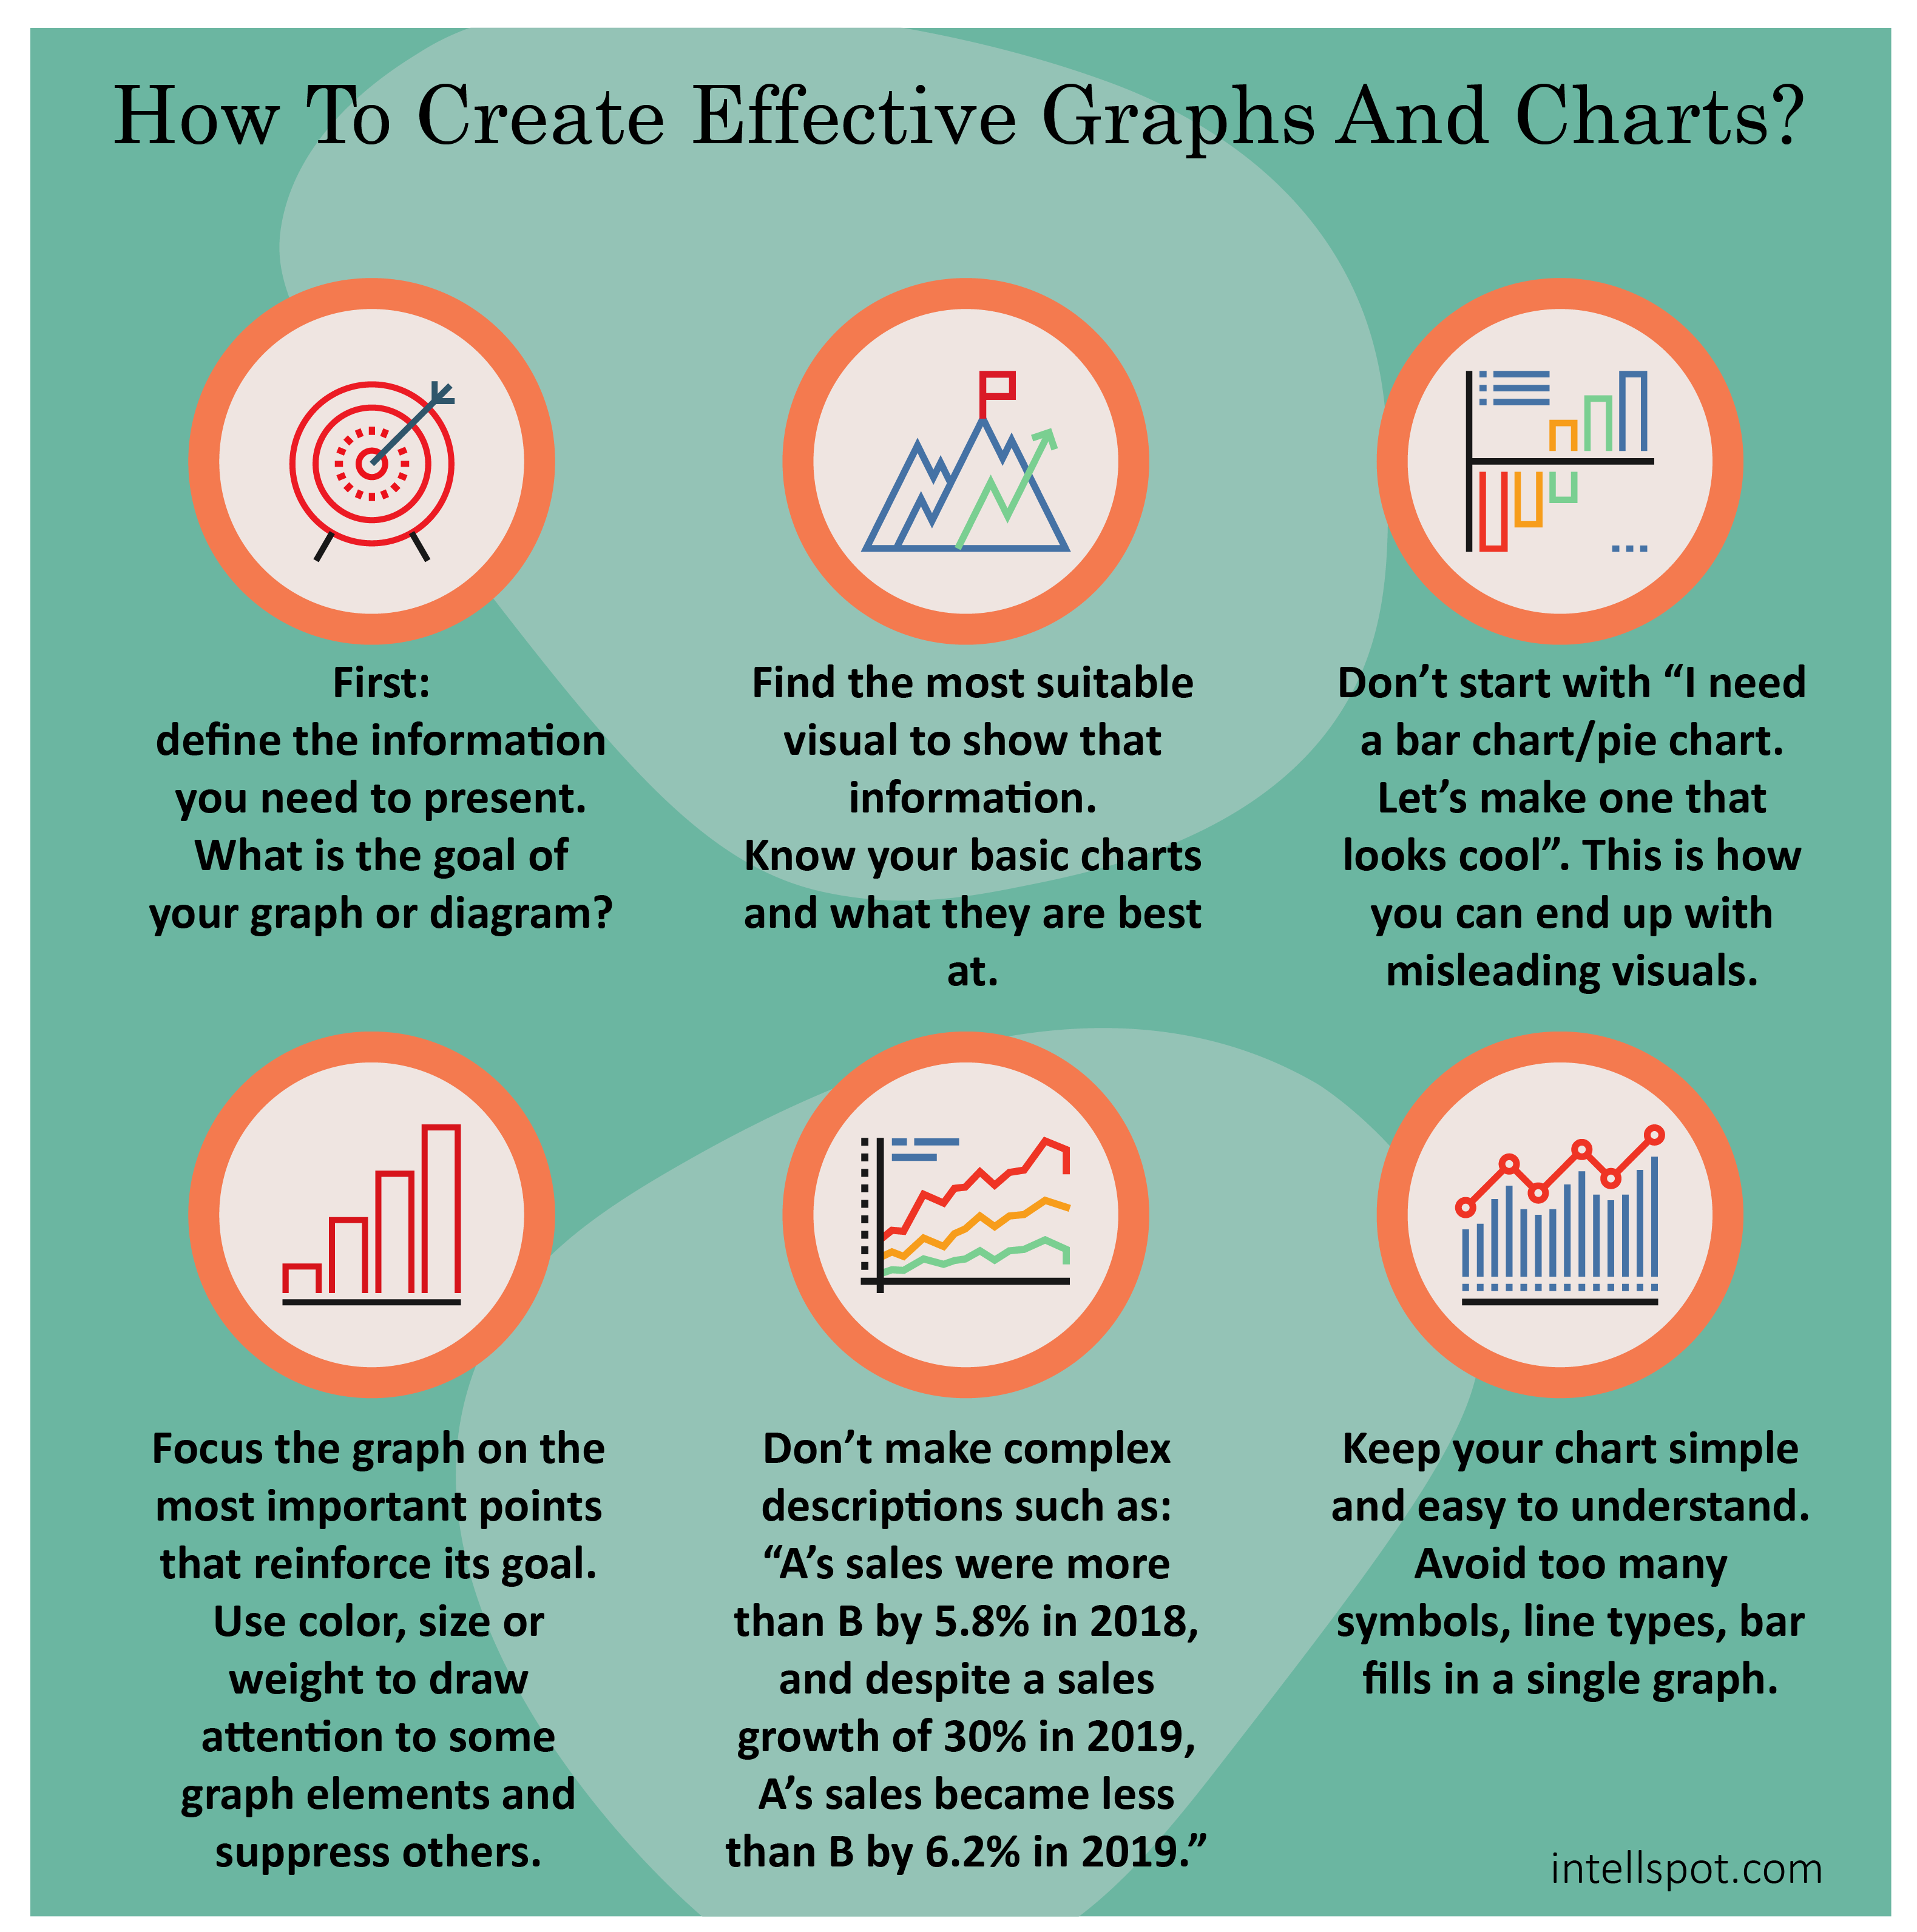 How To Create Effective Graphs And Charts?
First:
define the information
you need to present.
What is the goal of
your graph or diagram?
Find the most suitable
visual to show that
information.
Know your basic charts
and what they are best
at.
Don’t start with “I need
a bar chart/pie chart.
Let’s make one that
looks cool”. This is how
you can end up with
misleading visuals.
Focus the graph on the
most important points
that reinforce its goal.
Use color, size or
weight to draw
attention to some
graph elements and
suppress others.
Don’t make complex
descriptions such as:
“A’s sales were more
than B by 5.8% in 2018,
and despite a sales
growth of 30% in 2019,
A’s sales became less
than B by 6.2% in 2019.”
Keep your chart simple
and easy to understand.
Avoid too many
symbols, line types, bar
fills in a single graph.
intellspot.com